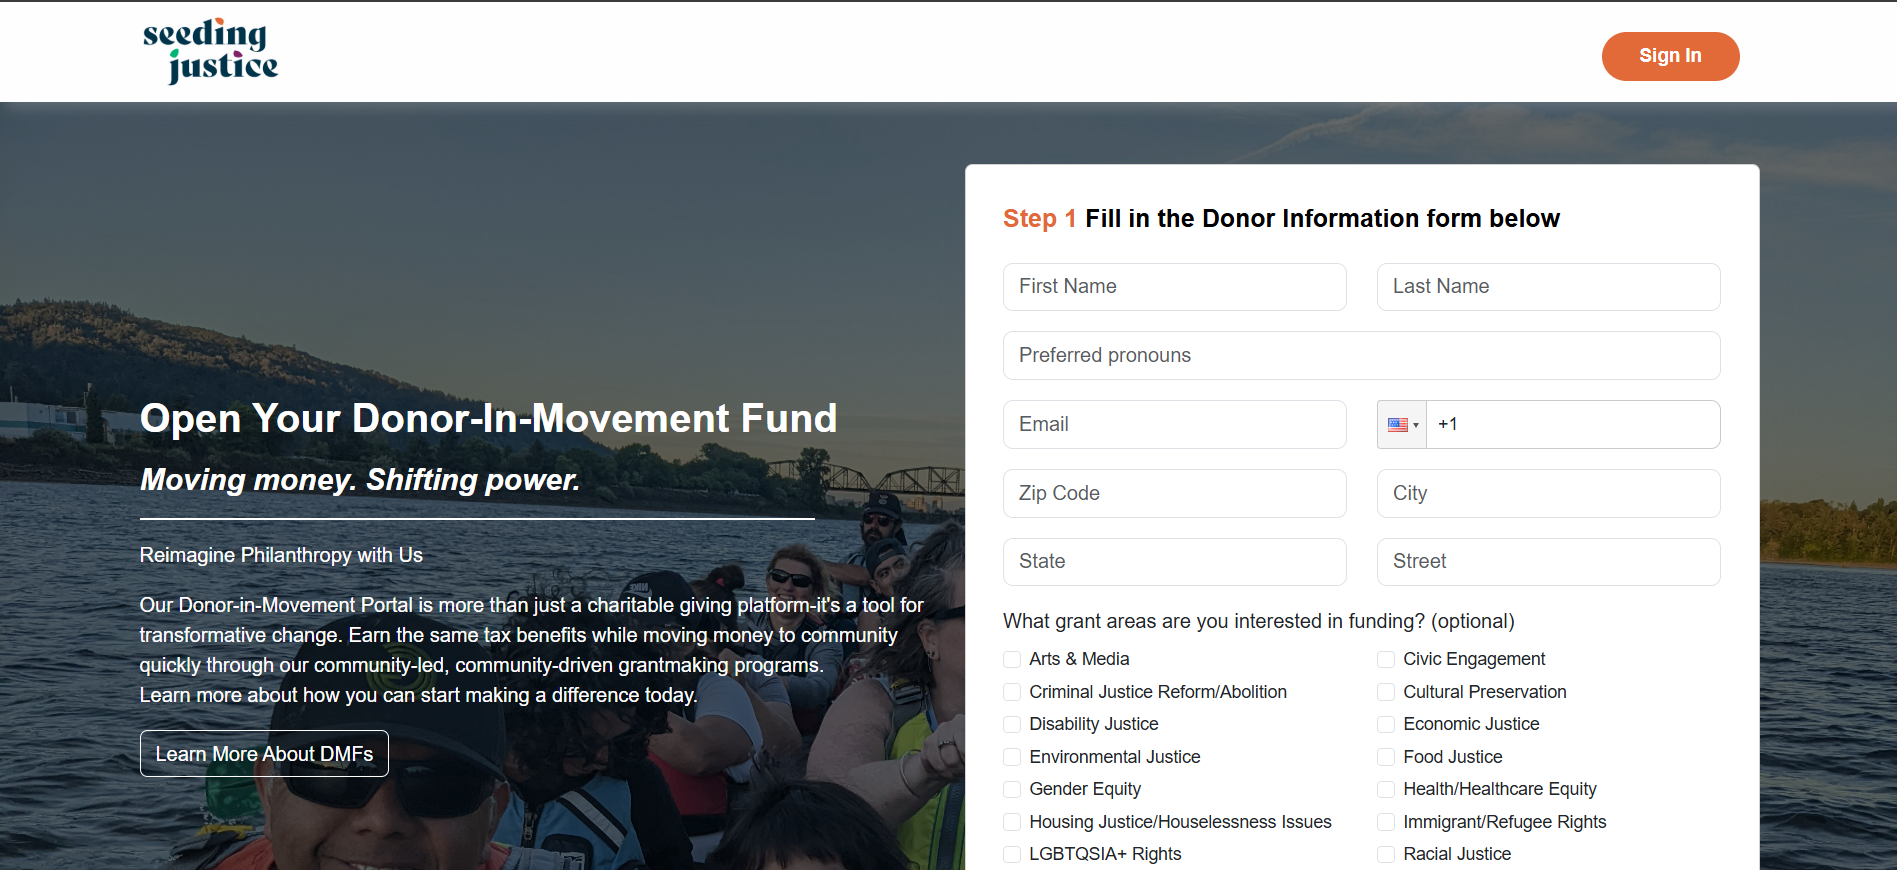 seeding
justice
Sign In
Open Your Donor-In-Movement Fund
Moving money. Shifting power.
Reimagine Philanthropy with Us
Our Donor-in-Movement Portal is more than just a charitable giving platform-it's a tool for
transformative change. Earn the same tax benefits while moving money to community
quickly through our community-led, community-driven grantmaking programs.
Learn more about how you can start making a difference today.
Learn More About DMFs
Step 1 Fill in the Donor Information form below
First Name
Last Name
Preferred pronouns
Email
+1
Zip Code
City
State
Street
What grant areas are you interested in funding? (optional)
Arts & Media
Civic Engagement
Criminal Justice Reform/Abolition
Cultural Preservation
Disability Justice
Economic Justice
Environmental Justice
Food Justice
Gender Equity
Health/Healthcare Equity
Housing Justice/Houselessness Issues
Immigrant/Refugee Rights
LGBTQSIA+ Rights
Racial Justice